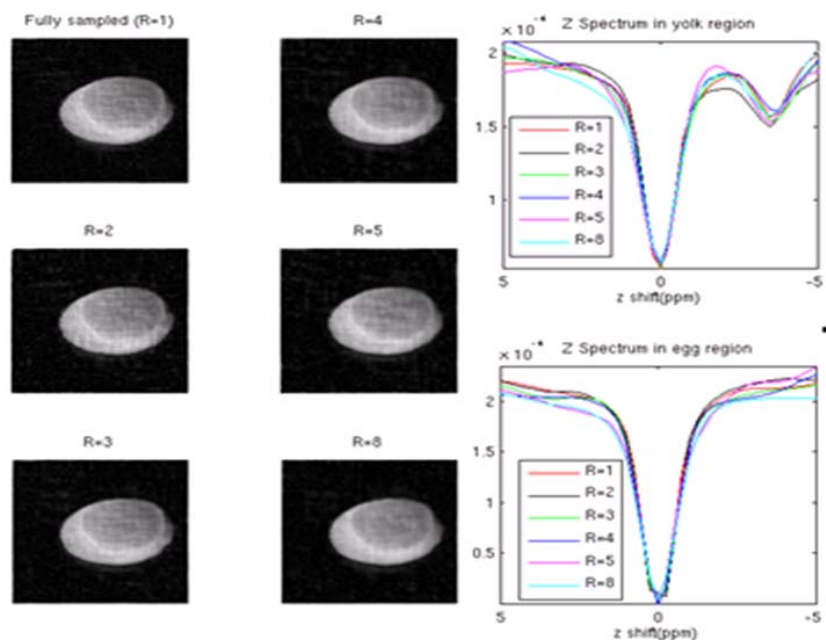 Fully sampled (R=1)
R=4
R=2
R=5
R=3
R=8
× 10⁻⁴
Z Spectrum in yolk region
2
1.5
1
R=1
R=2
R=3
R=4
R=5
R=8
5
0
-5
z shift(ppm)
× 10⁻⁴
Z Spectrum in egg region
2
1.5
1
0.5
R=1
R=2
R=3
R=4
R=5
R=8
5
0
-5
z shift(ppm)